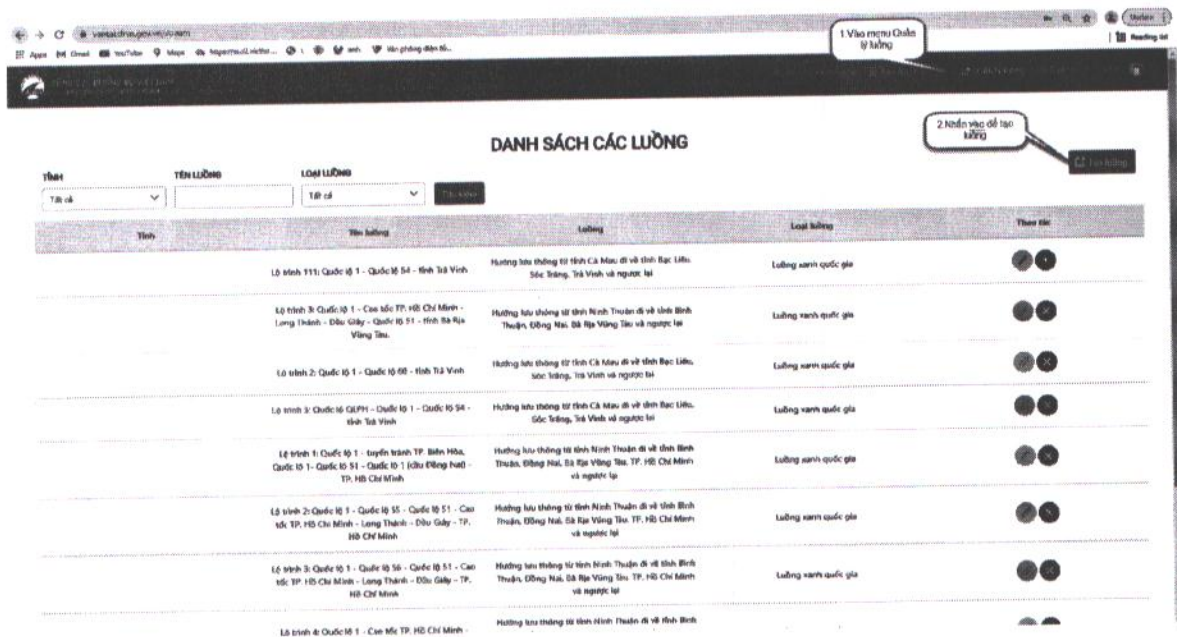 Apps Gmail YouTube Maps anh Văn phòng điện tử...
Reading list
1 Vào menu Quản
lý luồng
DANH SÁCH CÁC LUỒNG
2.Nhấn vào để tạo
luồng
Tạo luồng
TỈNH TÊN LUỒNG LOẠI LUỒNG
Tất cả Tất cả
Tỉnh Tên luồng Luồng Loại luồng Thao tác
Lộ trình 111: Quốc lộ 1 - Quốc lộ 54 - tỉnh Trà Vinh
Hướng lưu thông từ tỉnh Cà Mau đi về tỉnh Bạc Liêu,
Sóc Trăng, Trà Vinh và ngược lại
Luồng xanh quốc gia
Lộ trình 3: Quốc lộ 1 - Cao tốc TP. Hồ Chí Minh -
Long Thành - Dầu Giây - Quốc lộ 51 - tỉnh Bà Rịa
Vũng Tàu.
Hướng lưu thông từ tỉnh Ninh Thuận đi về tỉnh Bình
Thuận, Đồng Nai, Bà Rịa Vũng Tàu và ngược lại
Luồng xanh quốc gia
Lộ trình 2: Quốc lộ 1 - Quốc lộ 60 - tỉnh Trà Vinh
Hướng lưu thông từ tỉnh Cà Mau đi về tỉnh Bạc Liêu,
Sóc Trăng, Trà Vinh và ngược lại
Luồng xanh quốc gia
Lộ trình 3: Quốc lộ QLPH - Quốc lộ 1 - Quốc lộ 54 -
tỉnh Trà Vinh
Hướng lưu thông từ tỉnh Cà Mau đi về tỉnh Bạc Liêu,
Sóc Trăng, Trà Vinh và ngược lại
Luồng xanh quốc gia
Lộ trình 1: Quốc lộ 1 - tuyến tránh TP. Biên Hòa,
Quốc lộ 1- Quốc lộ 51 - Quốc lộ 1 (cầu Đồng Nai) -
TP. Hồ Chí Minh
Hướng lưu thông từ tỉnh Ninh Thuận đi về tỉnh Bình
Thuận, Đồng Nai, Bà Rịa Vũng Tàu. TP. Hồ Chí Minh
và ngược lại
Luồng xanh quốc gia
Lộ trình 2: Quốc lộ 1 - Quốc lộ 55 - Quốc lộ 51 - Cao
tốc TP. Hồ Chí Minh - Long Thành - Dầu Giây - TP.
Hồ Chí Minh
Hướng lưu thông từ tỉnh Ninh Thuận đi về tỉnh Bình
Thuận, Đồng Nai, Bà Rịa Vũng Tàu. TP. Hồ Chí Minh
và ngược lại
Luồng xanh quốc gia
Lộ trình 3: Quốc lộ 1 - Quốc lộ 56 - Quốc lộ 51 - Cao
tốc TP. Hồ Chí Minh - Long Thành - Dầu Giây - TP.
Hồ Chí Minh
Hướng lưu thông từ tỉnh Ninh Thuận đi về tỉnh Bình
Thuận, Đồng Nai, Bà Rịa Vũng Tàu. TP. Hồ Chí Minh
và ngược lại
Luồng xanh quốc gia
Lộ trình 4: Quốc lộ 1 - Cao tốc TP. Hồ Chí Minh -
Hướng lưu thông từ tỉnh Ninh Thuận đi về tỉnh Bình